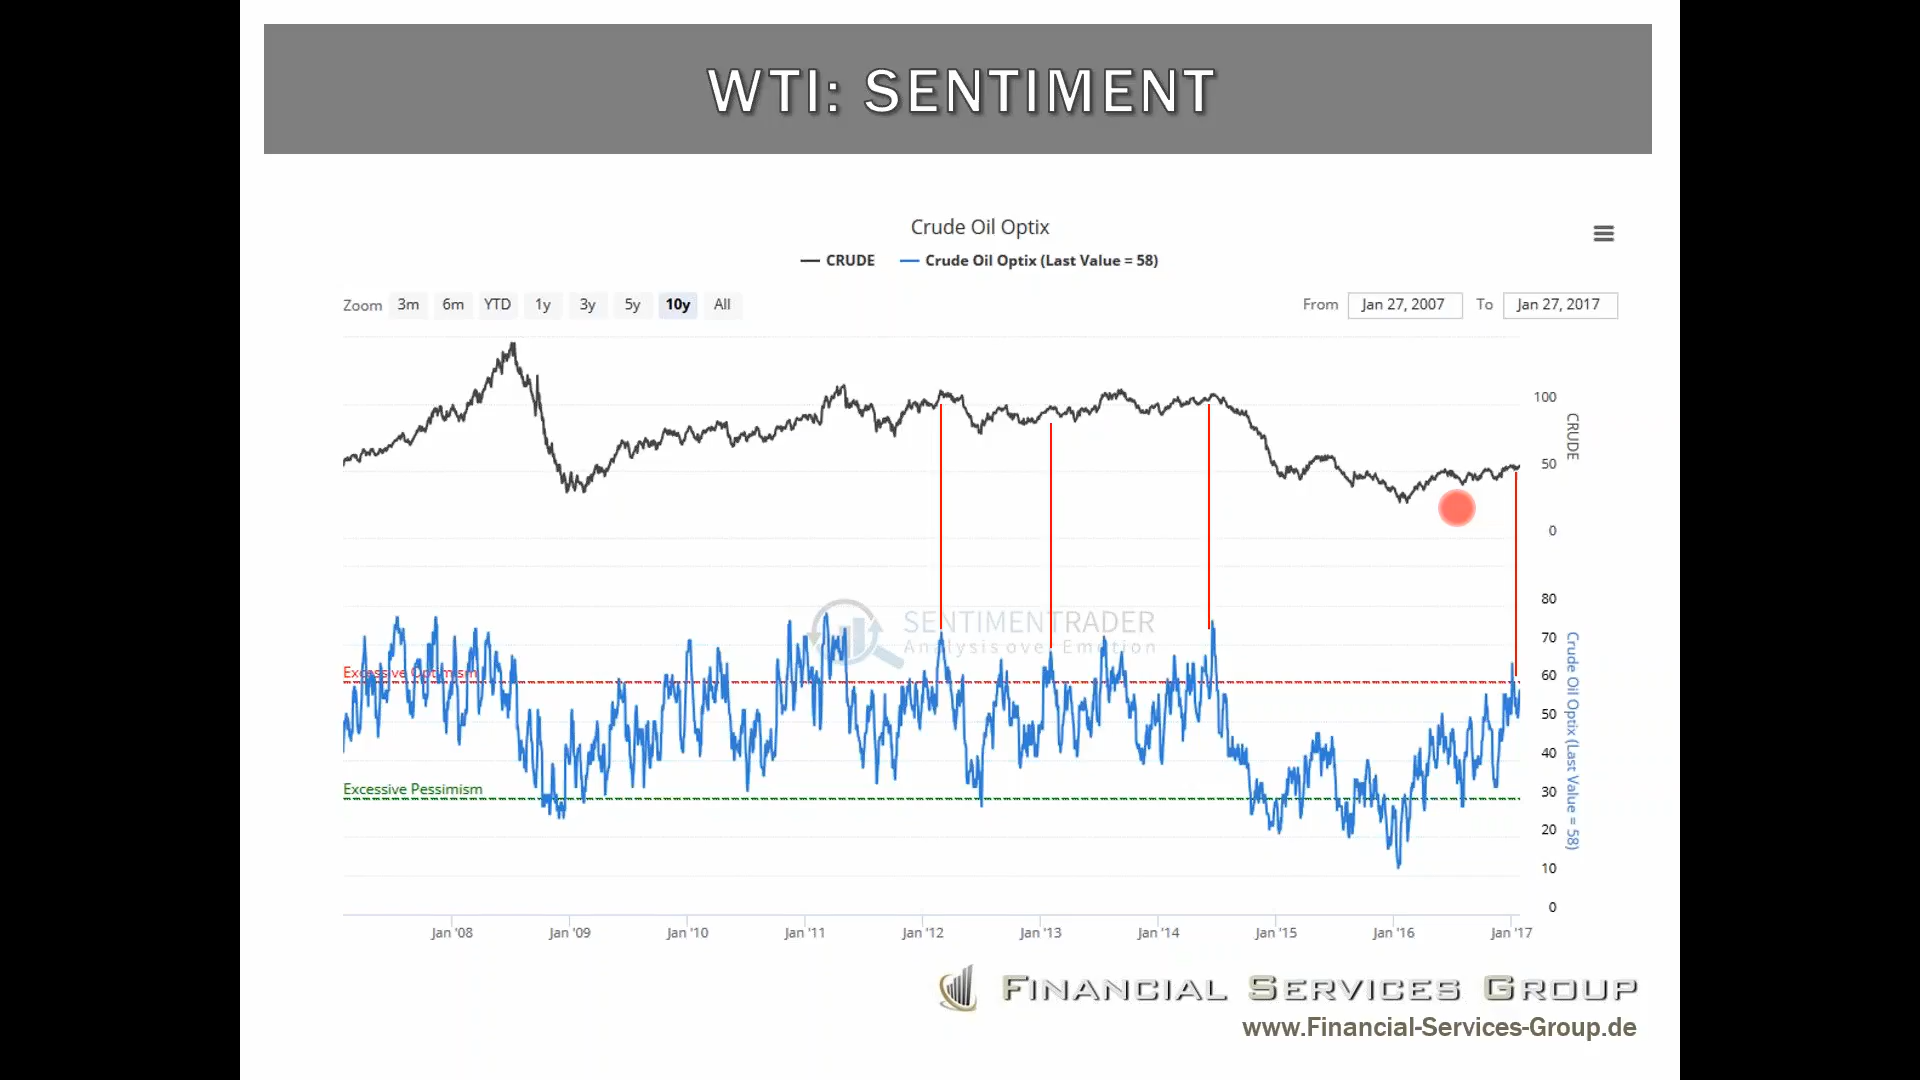 WTI: SENTIMENT
Crude Oil Optix
CRUDE
Crude Oil Optix (Last Value = 58)
Zoom 3m 6m YTD 1y 3y 5y 10y All
From Jan 27, 2007 To Jan 27, 2017
100
50
0
CRUDE
SENTIMENTRADER
Analysis over Emotion
80
70
60
50
40
30
20
10
0
Crude Oil Optix (Last Value = 58)
Excessive Optimism
Excessive Pessimism
Jan '08 Jan '09 Jan '10 Jan '11 Jan '12 Jan '13 Jan '14 Jan '15 Jan '16 Jan '17
FINANCIAL SERVICES GROUP
www.Financial-Services-Group.de